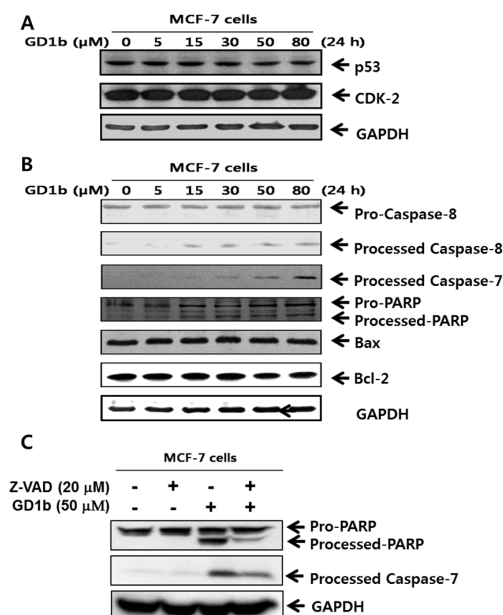 A
MCF-7 cells
GD1b (μM) 0 5 15 30 50 80 (24 h)
p53
CDK-2
GAPDH
B
MCF-7 cells
GD1b (μM) 0 5 15 30 50 80 (24 h)
Pro-Caspase-8
Processed Caspase-8
Processed Caspase-7
Pro-PARP
Processed-PARP
Bax
Bcl-2
GAPDH
C
MCF-7 cells
Z-VAD (20 μM) - + - +
GD1b (50 μM) - - + +
Pro-PARP
Processed-PARP
Processed Caspase-7
GAPDH